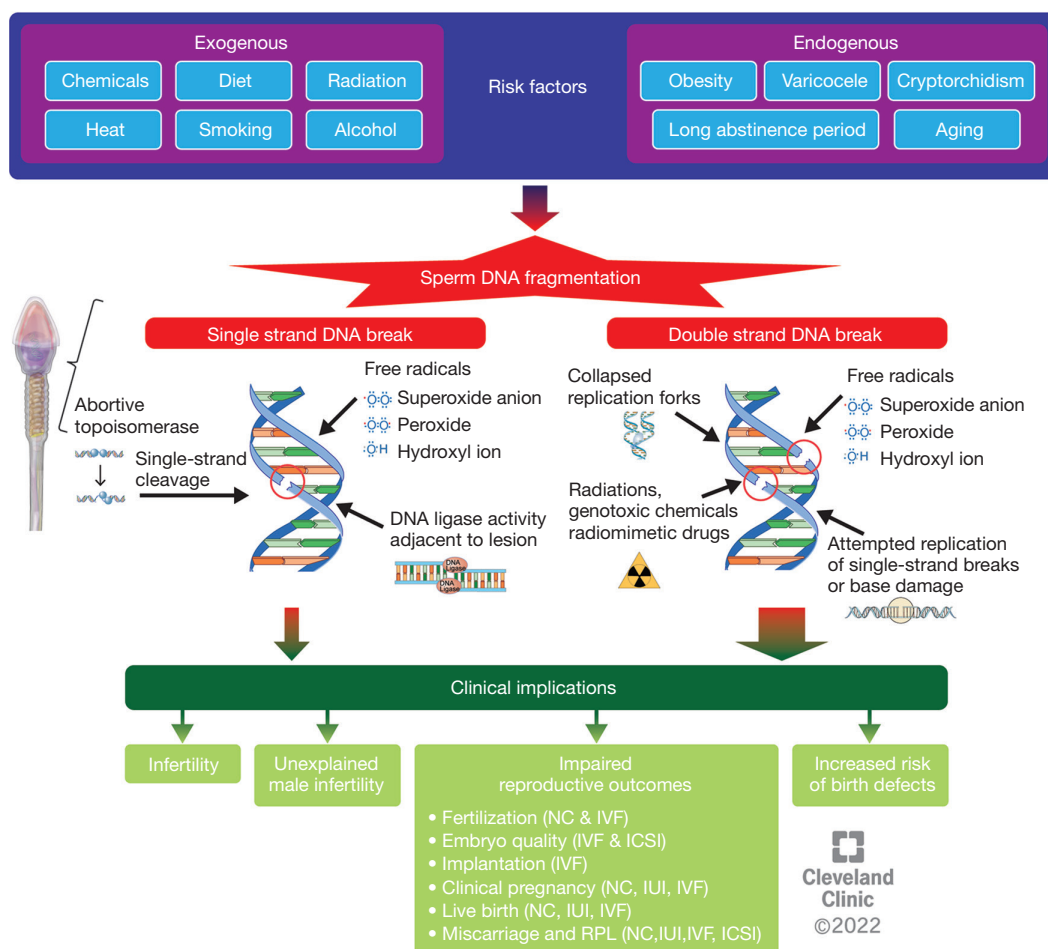 Exogenous
Chemicals
Diet
Radiation
Heat
Smoking
Alcohol
Risk factors
Endogenous
Obesity
Varicocele
Cryptorchidism
Long abstinence period
Aging
Sperm DNA fragmentation
Single strand DNA break
Abortive
topoisomerase
Single-strand
cleavage
Free radicals
Superoxide anion
Peroxide
Hydroxyl ion
DNA ligase activity
adjacent to lesion
DNA
Ligase
DNA
Ligase
Double strand DNA break
Collapsed
replication forks
Free radicals
Superoxide anion
Peroxide
Hydroxyl ion
Radiations,
genotoxic chemicals
radiomimetic drugs
Attempted replication
of single-strand breaks
or base damage
Clinical implications
Infertility
Unexplained
male infertility
Impaired
reproductive outcomes
• Fertilization (NC & IVF)
• Embryo quality (IVF & ICSI)
• Implantation (IVF)
• Clinical pregnancy (NC, IUI, IVF)
• Live birth (NC, IUI, IVF)
• Miscarriage and RPL (NC,IUI,IVF, ICSI)
Increased risk
of birth defects
Cleveland
Clinic
©2022